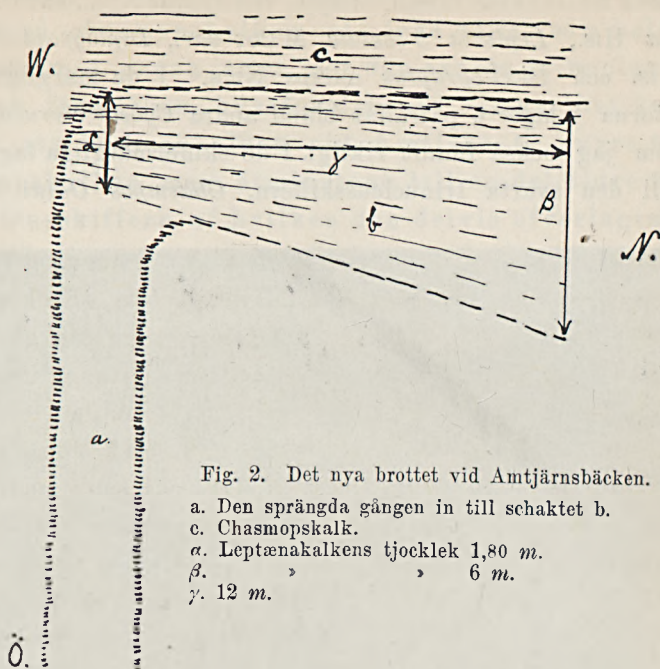 W.
c.
α
γ
β
b
N.
a.
Fig. 2. Det nya brottet vid Amtjärnsbäcken.
a. Den sprängda gången in till schaktet b.
c. Chasmopskalk.
α. Leptænakalkens tjocklek 1,80 m.
β. » » 6 m.
γ. 12 m.
Ö.